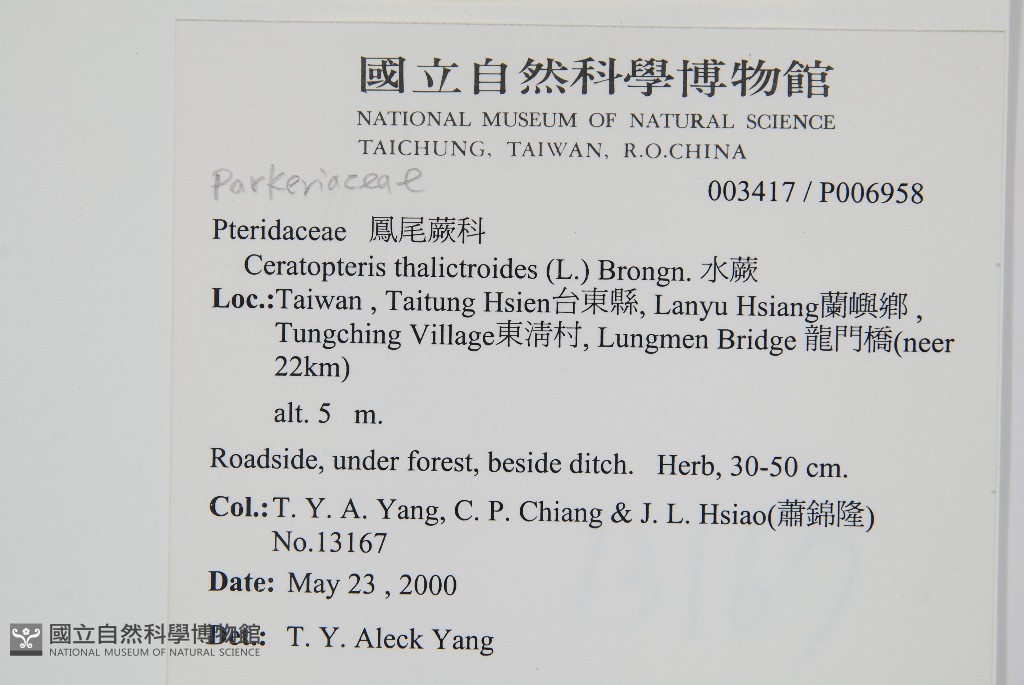 國立自然科學博物館
NATIONAL MUSEUM OF NATURAL SCIENCE
TAICHUNG, TAIWAN, R.O.CHINA
Parkeriaceae
003417 / P006958
Pteridaceae 鳳尾蕨科
Ceratopteris thalictroides (L.) Brongn. 水蕨
Loc.:Taiwan , Taitung Hsien台東縣, Lanyu Hsiang蘭嶼鄉 ,
Tungching Village東清村, Lungmen Bridge 龍門橋(neer
22km)
alt. 5 m.
Roadside, under forest, beside ditch. Herb, 30-50 cm.
Col.:T. Y. A. Yang, C. P. Chiang & J. L. Hsiao(蕭錦隆)
No.13167
13167
Date: May 23 , 2000
Det.: T. Y. Aleck Yang
國立自然科學博物館
NATIONAL MUSEUM OF NATURAL SCIENCE